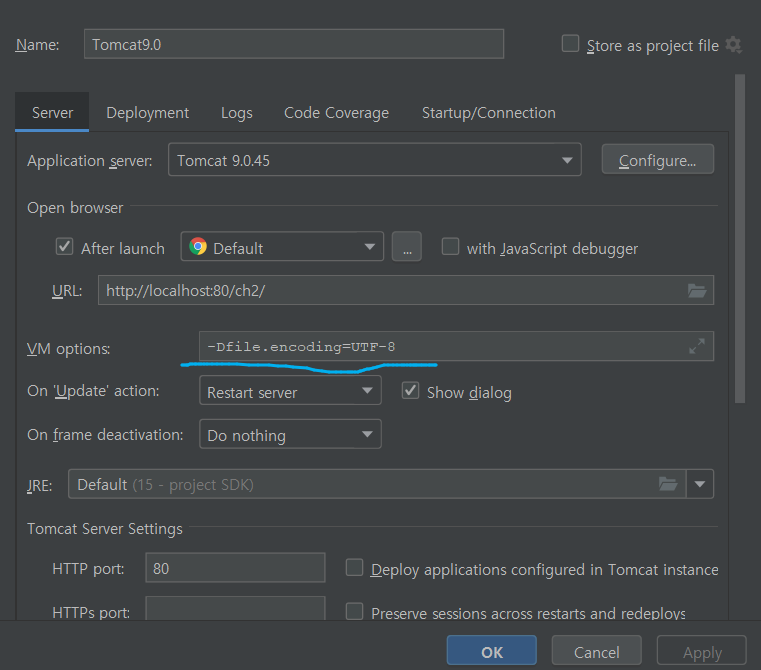 Name: Tomcat9.0 Store as project file
Server Deployment Logs Code Coverage Startup/Connection
Application server: Tomcat 9.0.45 Configure...
Open browser
After launch Default ... with JavaScript debugger
URL: http://localhost:80/ch2/
VM options: -Dfile.encoding=UTF-8
On 'Update' action: Restart server Show dialog
On frame deactivation: Do nothing
JRE: Default (15 - project SDK)
Tomcat Server Settings
HTTP port: 80 Deploy applications configured in Tomcat instance
HTTPs port: Preserve sessions across restarts and redeploys
OK Cancel Apply